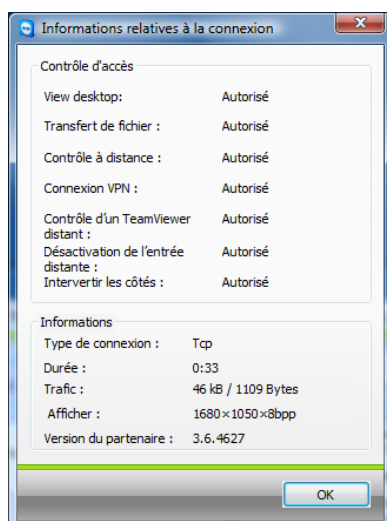 Informations relatives à la connexion
Contrôle d'accès
View desktop: Autorisé
Transfert de fichier : Autorisé
Contrôle à distance : Autorisé
Connexion VPN : Autorisé
Contrôle d'un TeamViewer
distant : Autorisé
Désactivation de l'entrée
distante : Autorisé
Intervertir les côtés : Autorisé
Informations
Type de connexion : Tcp
Durée : 0:33
Trafic : 46 kB / 1109 Bytes
Afficher : 1680×1050×8bpp
Version du partenaire : 3.6.4627
OK